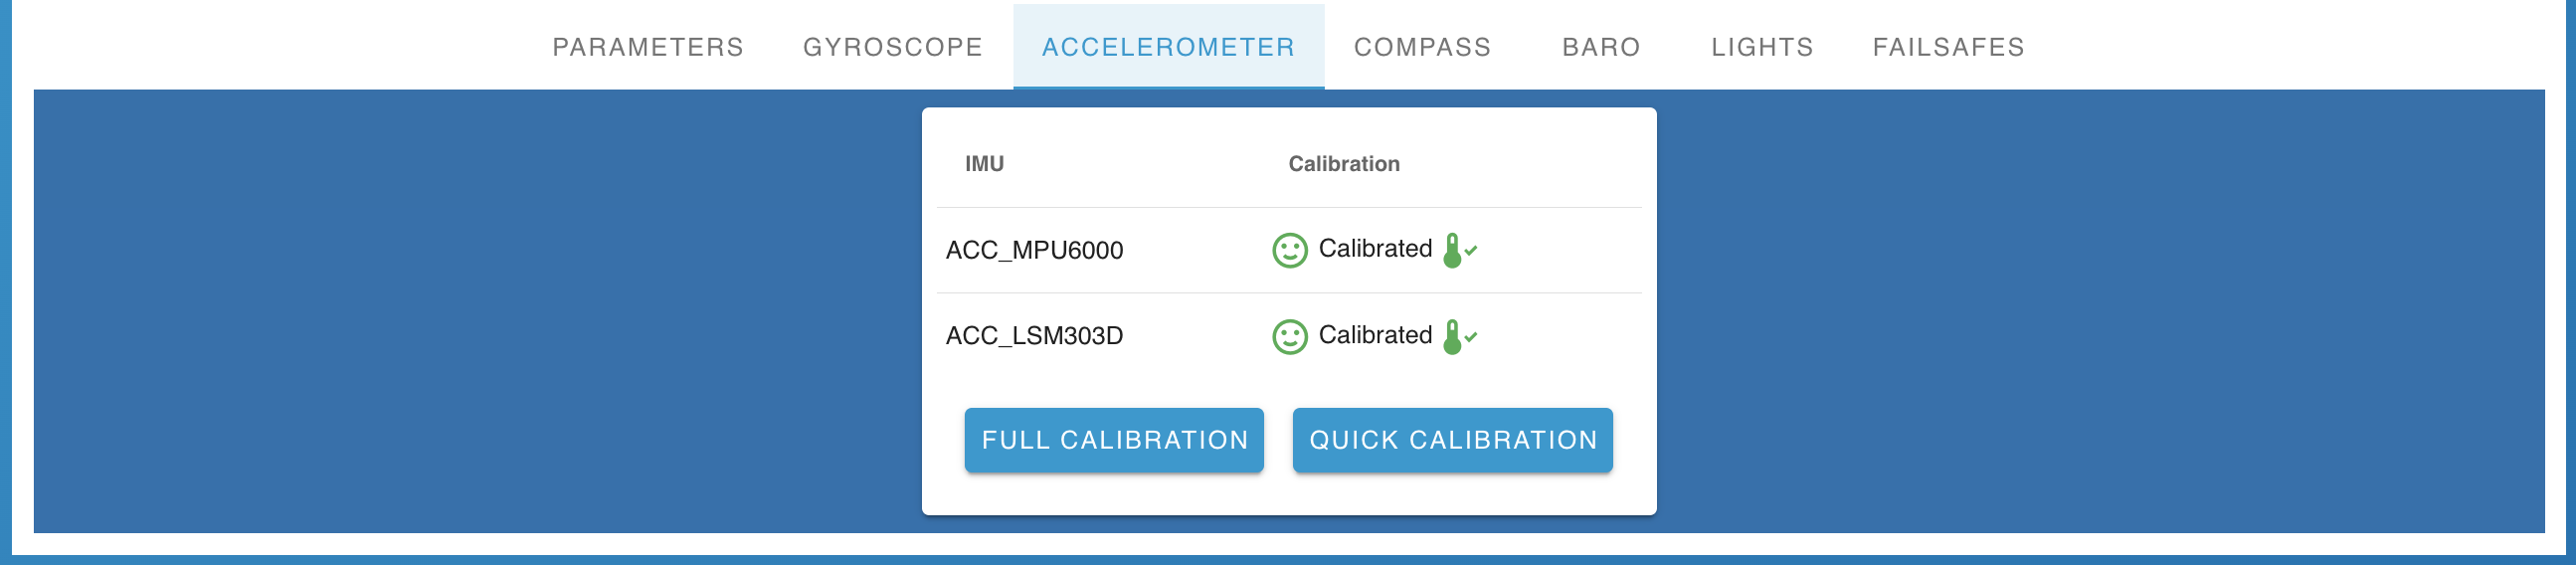 PARAMETERS GYROSCOPE ACCELEROMETER COMPASS BARO LIGHTS FAILSAFES
IMU Calibration
ACC_MPU6000 Calibrated
ACC_LSM303D Calibrated
FULL CALIBRATION QUICK CALIBRATION